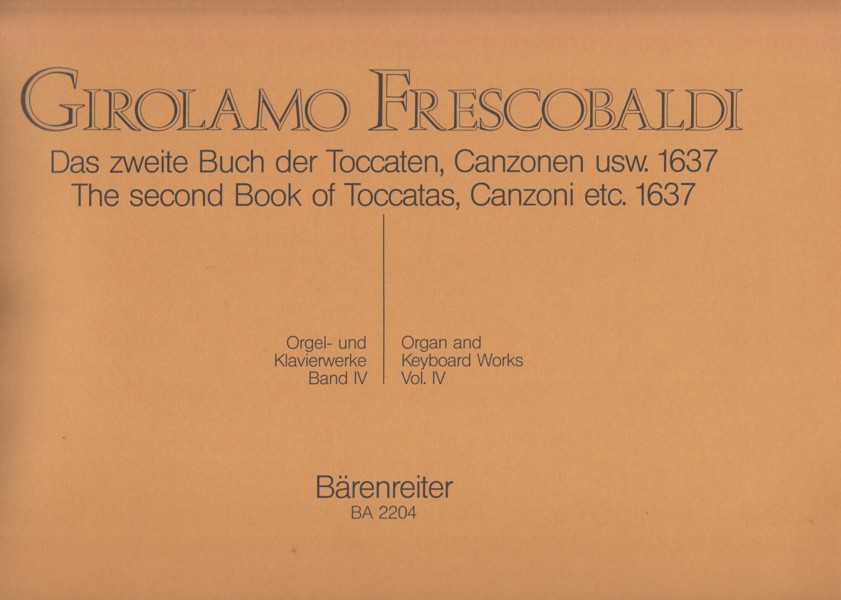 GIROLAMO FRESCOBALDI
Das zweite Buch der Toccaten, Canzonen usw. 1637
The second Book of Toccatas, Canzoni etc. 1637
Orgel- und
Klavierwerke
Band IV
Organ and
Keyboard Works
Vol. IV
Bärenreiter
BA 2204